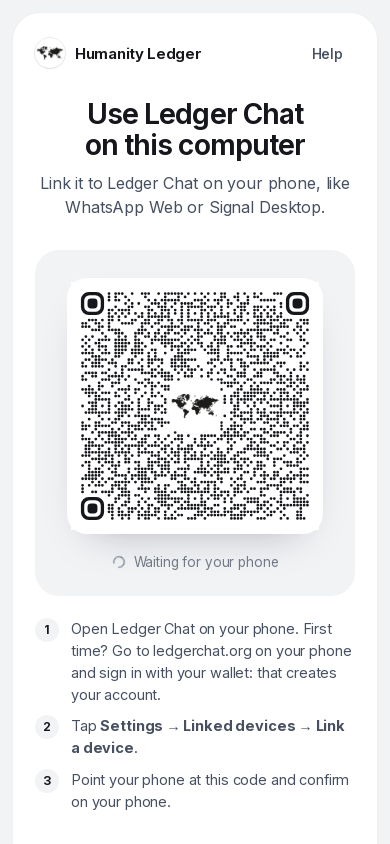 Humanity Ledger
Help
Use Ledger Chat
on this computer
Link it to Ledger Chat on your phone, like
WhatsApp Web or Signal Desktop.
Waiting for your phone
1
Open Ledger Chat on your phone. First
time? Go to ledgerchat.org on your phone
and sign in with your wallet: that creates
your account.
2
Tap Settings → Linked devices → Link
a device.
3
Point your phone at this code and confirm
on your phone.